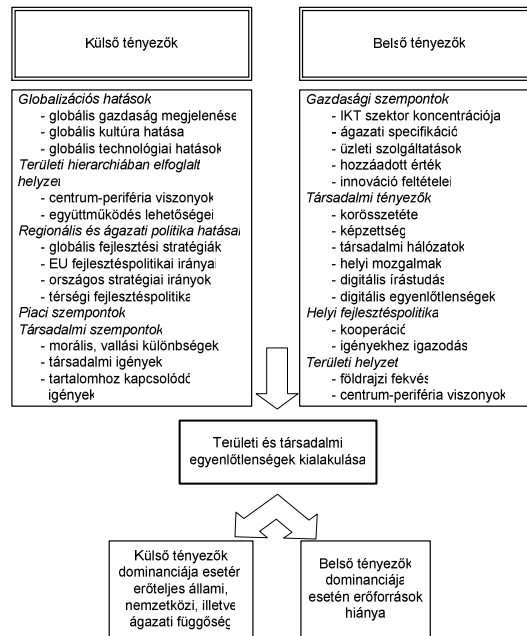 Külső tényezők
Belső tényezők
Globalizációs hatások
- globális gazdaság megjelenése
- globális kultúra hatása
- globális technológiai hatások
Területi hierarchiában elfoglalt
helyzet
- centrum-periféria viszonyok
- együttműködés lehetőségei
Regionális és ágazati politika hatásai
- globális fejlesztési stratégiák
- EU fejlesztéspolitikai irányai
- országos stratégiai irányok
- térségi fejlesztéspolitika
Piaci szempontok
Társadalmi szempontok
- morális, vallási különbségek
- társadalmi igények
- tartalomhoz kapcsolódó
igények
Gazdasági szempontok
- IKT szektor koncentrációja
- ágazati specifikáció
- üzleti szolgáltatások
- hozzáadott érték
- innováció feltételei
Társadalmi tényezők
- korösszetétel
- képzettség
- társadalmi hálózatok
- helyi mozgalmak
- digitális írástudás
- digitális egyenlőtlenségek
Helyi fejlesztéspolitika
- kooperáció
- igényekhez igazodás
Területi helyzet
- földrajzi fekvés
- centrum-periféria viszonyok
Területi és társadalmi
egyenlőtlenségek kialakulása
Külső tényezők
dominanciája esetén
erőteljes állami,
nemzetközi, illetve
ágazati függőség
Belső tényezők
dominanciája
esetén erőforrások
hiánya